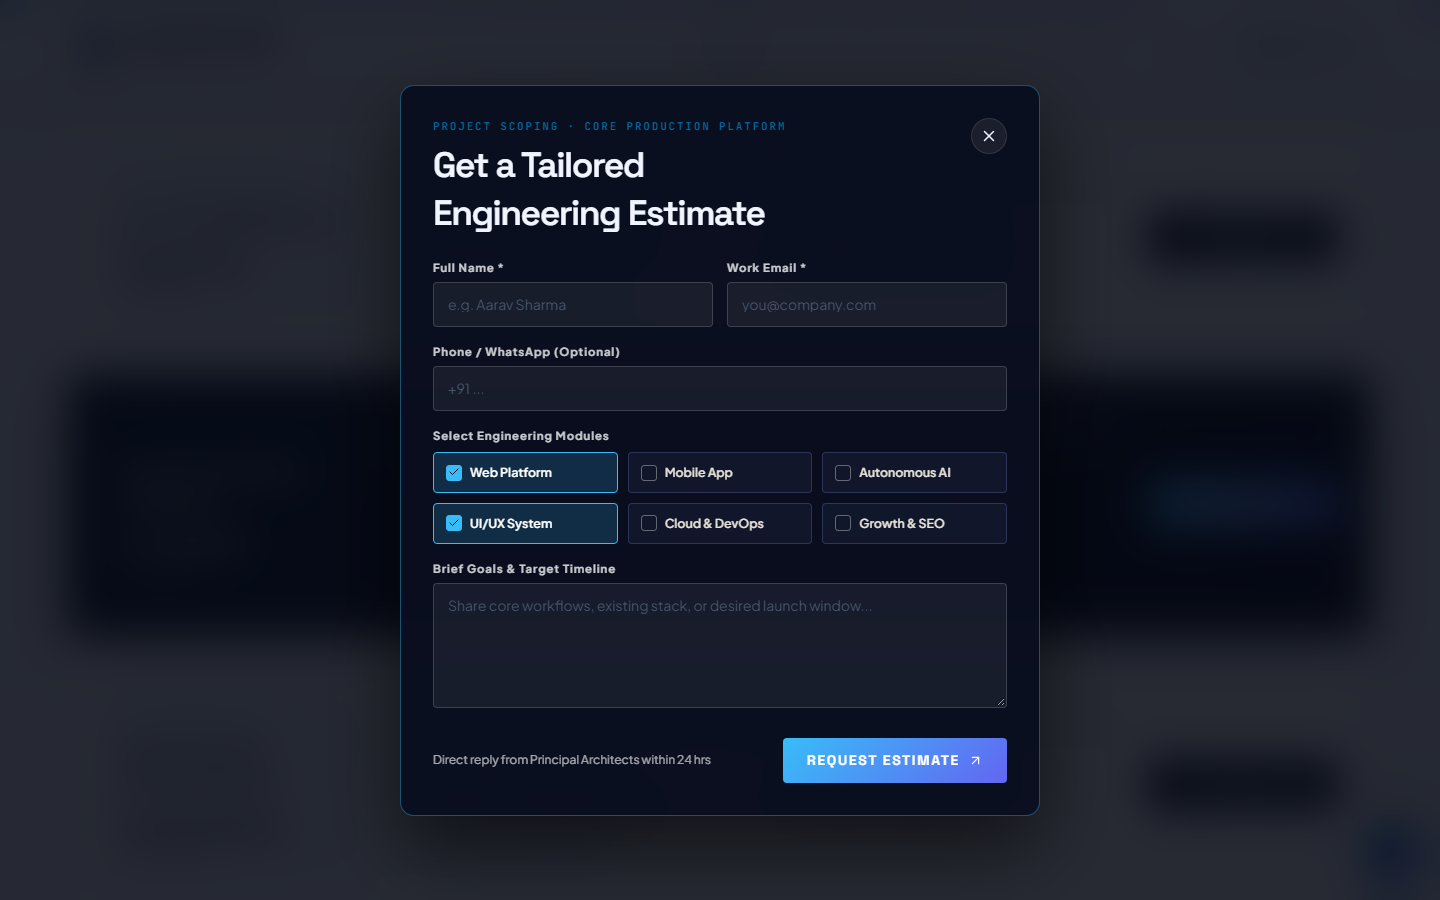 PROJECT SCOPING · CORE PRODUCTION PLATFORM
Get a Tailored
Engineering Estimate
Full Name *
Work Email *
e.g. Aarav Sharma
you@company.com
Phone / WhatsApp (Optional)
+91 ...
Select Engineering Modules
Web Platform
Mobile App
Autonomous AI
UI/UX System
Cloud & DevOps
Growth & SEO
Brief Goals & Target Timeline
Share core workflows, existing stack, or desired launch window...
Direct reply from Principal Architects within 24 hrs
REQUEST ESTIMATE